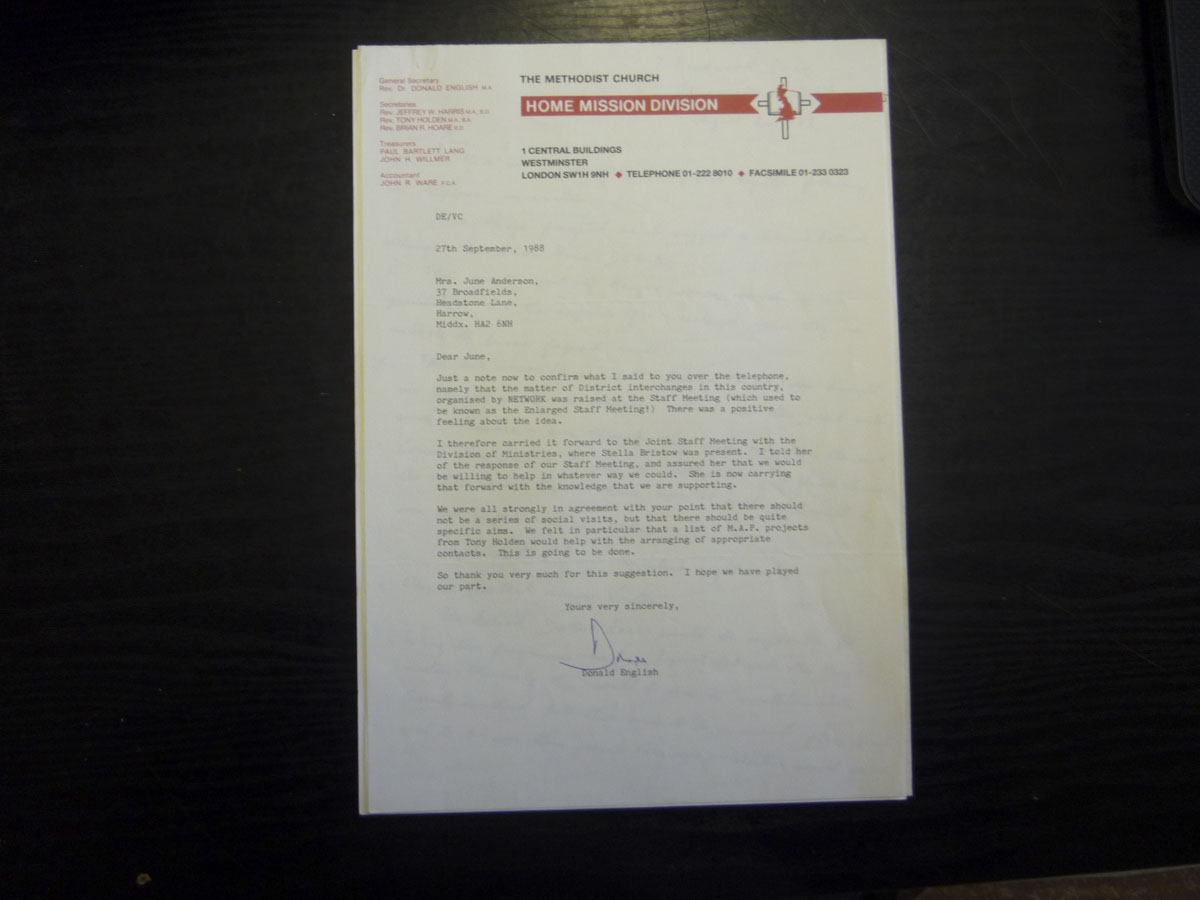 General Secretary
Rev. Dr. DONALD ENGLISH M.A.
Secretaries
Rev. JEFFREY W. HARRIS M.A., B.D.
Rev. TONY HOLDEN M.A., B.A.
Rev. BRIAN R. HOARE B.D.
Treasurers
PAUL BARTLETT LANG
JOHN H. WILLMER
Accountant
JOHN R. WARE F.C.A.
THE METHODIST CHURCH
HOME MISSION DIVISION
1 CENTRAL BUILDINGS
WESTMINSTER
LONDON SW1H 9NH ◆ TELEPHONE 01-222 8010 ◆ FACSIMILE 01-233 0323
DE/VC
27th September, 1988
Mrs. June Anderson,
37 Broadfields,
Headstone Lane,
Harrow,
Middx. HA2 6NH
Dear June,
Just a note now to confirm what I said to you over the telephone,
namely that the matter of District interchanges in this country,
organised by NETWORK was raised at the Staff Meeting (which used to
be known as the Enlarged Staff Meeting!) There was a positive
feeling about the idea.
I therefore carried it forward to the Joint Staff Meeting with the
Division of Ministries, where Stella Bristow was present. I told her
of the response of our Staff Meeting, and assured her that we would
be willing to help in whatever way we could. She is now carrying
that forward with the knowledge that we are supporting.
We were all strongly in agreement with your point that there should
not be a series of social visits, but that there should be quite
specific aims. We felt in particular that a list of M.A.P. projects
from Tony Holden would help with the arranging of appropriate
contacts. This is going to be done.
So thank you very much for this suggestion. I hope we have played
our part.
Yours very sincerely,
Donald English